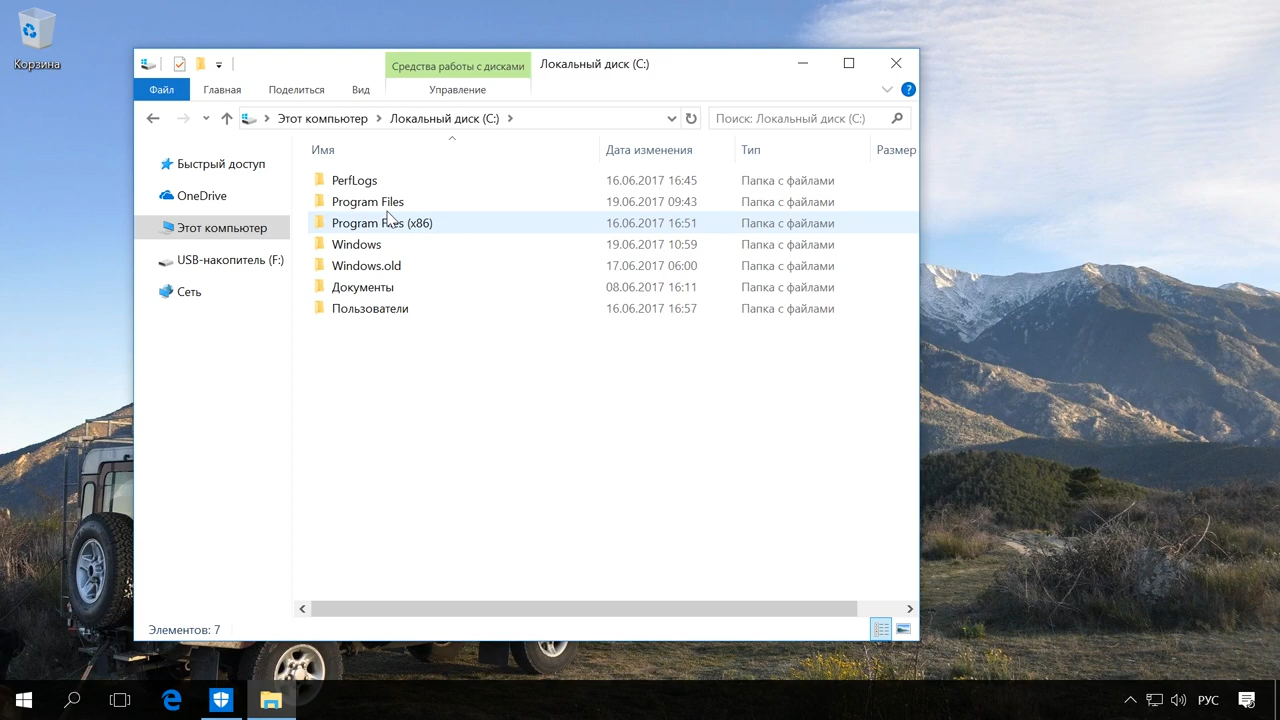 Корзина
Средства работы с дисками
Локальный диск (C:)
Файл
Главная
Поделиться
Вид
Управление
?
Этот компьютер
Локальный диск (C:)
Поиск: Локальный диск (C:)
Имя
Дата изменения
Тип
Размер
Быстрый доступ
OneDrive
Этот компьютер
USB-накопитель (F:)
Сеть
PerfLogs 16.06.2017 16:45 Папка с файлами
Program Files 19.06.2017 09:43 Папка с файлами
Program Files (x86) 16.06.2017 16:51 Папка с файлами
Windows 19.06.2017 10:59 Папка с файлами
Windows.old 17.06.2017 06:00 Папка с файлами
Документы 08.06.2017 16:11 Папка с файлами
Пользователи 16.06.2017 16:57 Папка с файлами
Элементов: 7
РУС